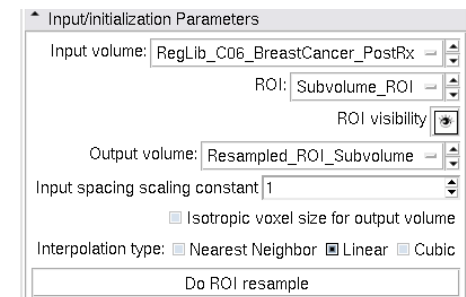 Input/initialization Parameters
Input volume: RegLib_C06_BreastCancer_PostRx
ROI: Subvolume_ROI
ROI visibility
Output volume: Resampled_ROI_Subvolume
Input spacing scaling constant 1
Isotropic voxel size for output volume
Interpolation type: Nearest Neighbor Linear Cubic
Do ROI resample